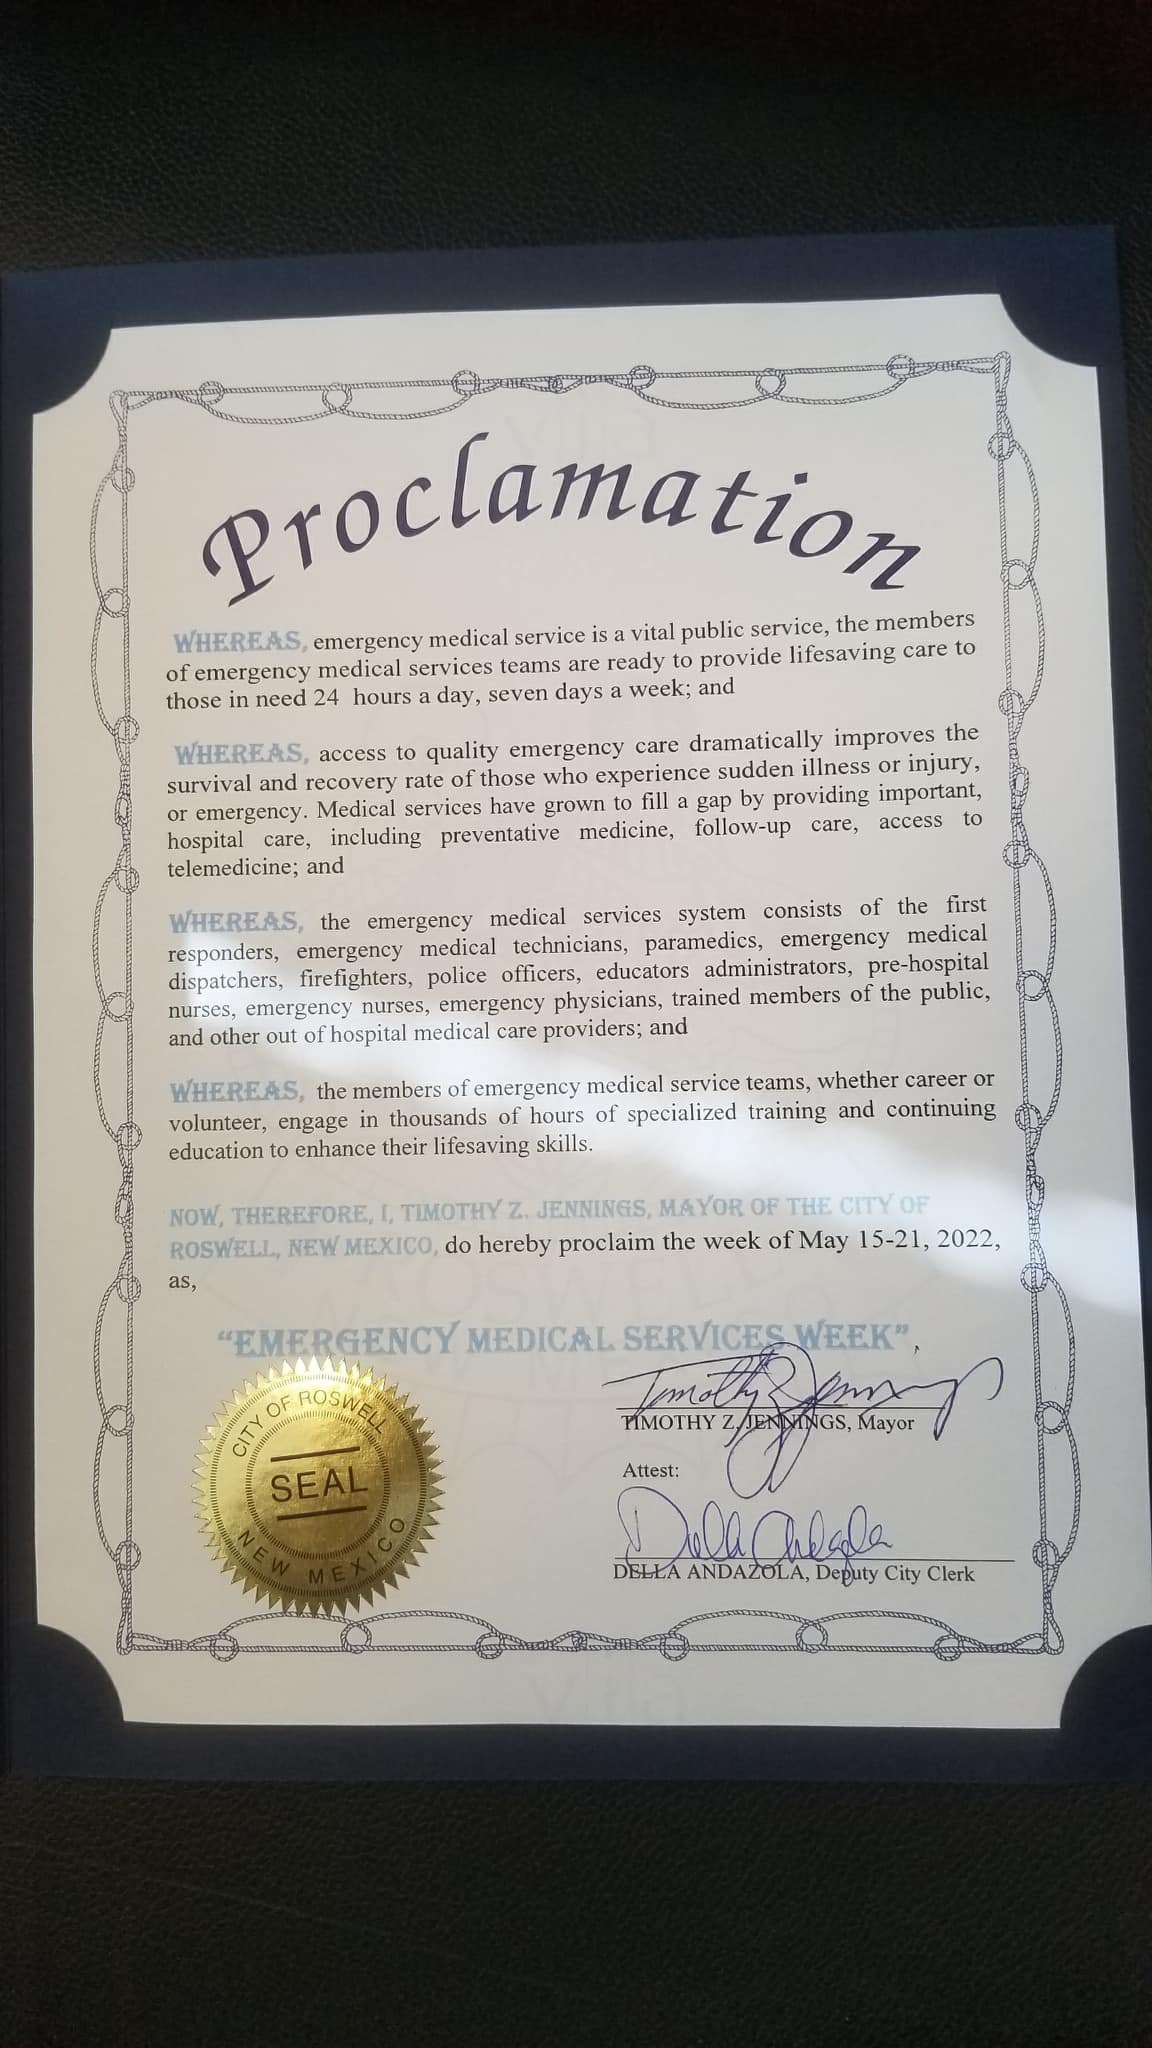 Proclamation
WHEREAS, emergency medical service is a vital public service, the members
of emergency medical services teams are ready to provide lifesaving care to
those in need 24 hours a day, seven days a week; and
WHEREAS, access to quality emergency care dramatically improves the
survival and recovery rate of those who experience sudden illness or injury,
or emergency. Medical services have grown to fill a gap by providing important,
hospital care, including preventative medicine, follow-up care, access to
telemedicine; and
WHEREAS, the emergency medical services system consists of the first
responders, emergency medical technicians, paramedics, emergency medical
dispatchers, firefighters, police officers, educators administrators, pre-hospital
nurses, emergency nurses, emergency physicians, trained members of the public,
and other out of hospital medical care providers; and
WHEREAS, the members of emergency medical service teams, whether career or
volunteer, engage in thousands of hours of specialized training and continuing
education to enhance their lifesaving skills.
NOW, THEREFORE, I, TIMOTHY Z. JENNINGS, MAYOR OF THE CITY OF
ROSWELL, NEW MEXICO, do hereby proclaim the week of May 15-21, 2022,
as,
“EMERGENCY MEDICAL SERVICES WEEK”,
Timothy Z Jennings
TIMOTHY Z. JENNINGS, Mayor
Attest:
Della Andazola
DELLA ANDAZOLA, Deputy City Clerk
CITY OF ROSWELL
SEAL
NEW MEXICO